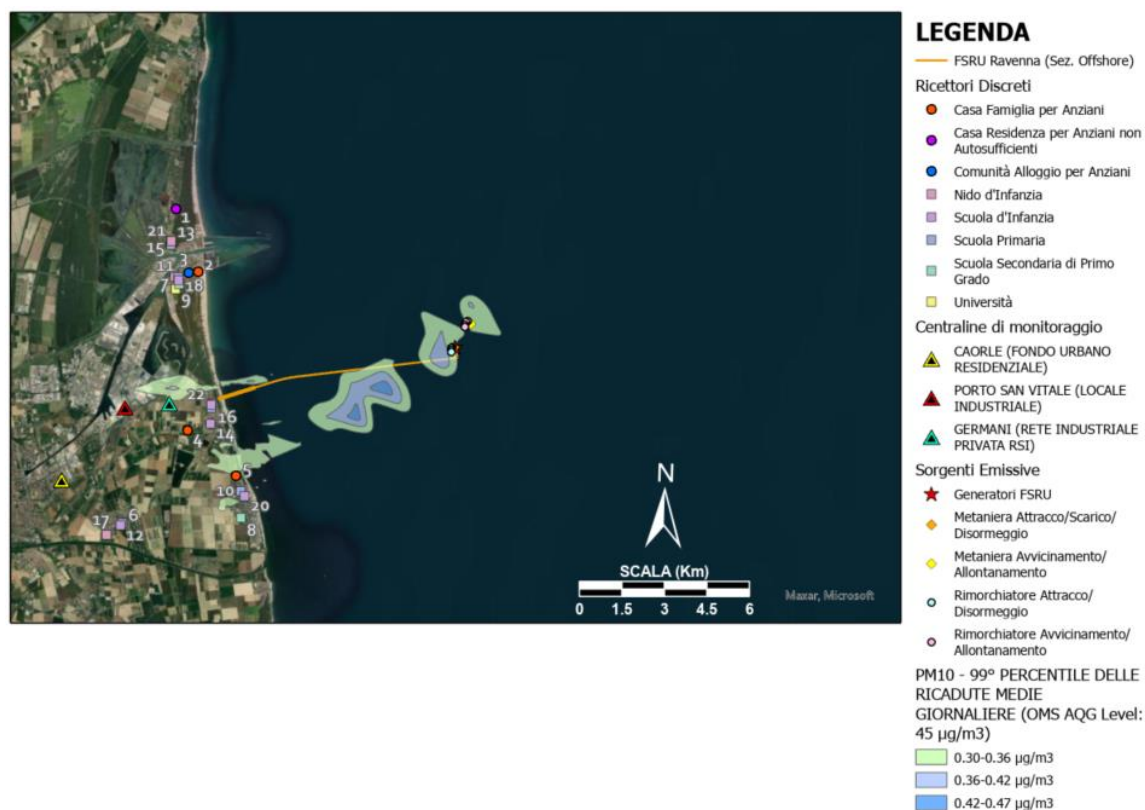 LEGENDA
FSRU Ravenna (Sez. Offshore)
Ricettori Discreti
Casa Famiglia per Anziani
Casa Residenza per Anziani non
Autosufficienti
Comunità Alloggio per Anziani
Nido d'Infanzia
Scuola d'Infanzia
Scuola Primaria
Scuola Secondaria di Primo
Grado
Università
Centraline di monitoraggio
CAORLE (FONDO URBANO
RESIDENZIALE)
PORTO SAN VITALE (LOCALE
INDUSTRIALE)
GERMANI (RETE INDUSTRIALE
PRIVATA RSI)
Sorgenti Emissive
Generatori FSRU
Metaniera Attracco/Scarico/
Disormeggio
Metaniera Avvicinamento/
Allontanamento
Rimorchiatore Attracco/
Disormeggio
Rimorchiatore Avvicinamento/
Allontanamento
PM10 - 99° PERCENTILE DELLE
RICADUTE MEDIE
GIORNALIERE (OMS AQG Level:
45 µg/m3)
0.30-0.36 µg/m3
0.36-0.42 µg/m3
0.42-0.47 µg/m3
1
21 13
15
3
11 2
7 18
9
22
16
4 14
5
10
20
8
6
17
12
N
SCALA (Km)
0 1.5 3 4.5 6
Maxar, Microsoft